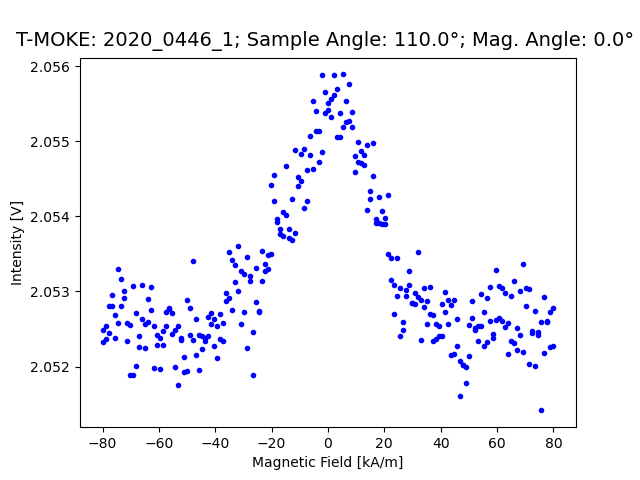 T-MOKE: 2020_0446_1; Sample Angle: 110.0°; Mag. Angle: 0.0°
2.056
2.055
2.054
2.053
2.052
Intensity [V]
−80 −60 −40 −20 0 20 40 60 80
Magnetic Field [kA/m]